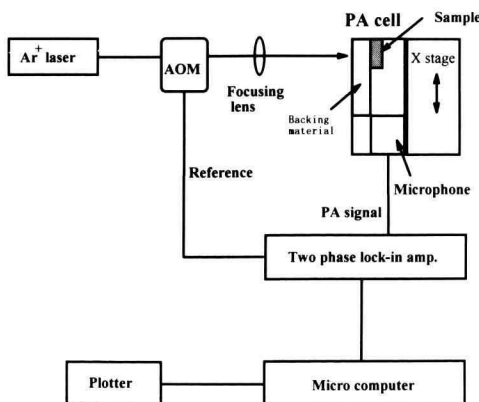 PA cell
Sample
Ar+ laser
AOM
X stage
Focusing
lens
Backing
material
Reference
Microphone
PA signal
Two phase lock-in amp.
Plotter
Micro computer